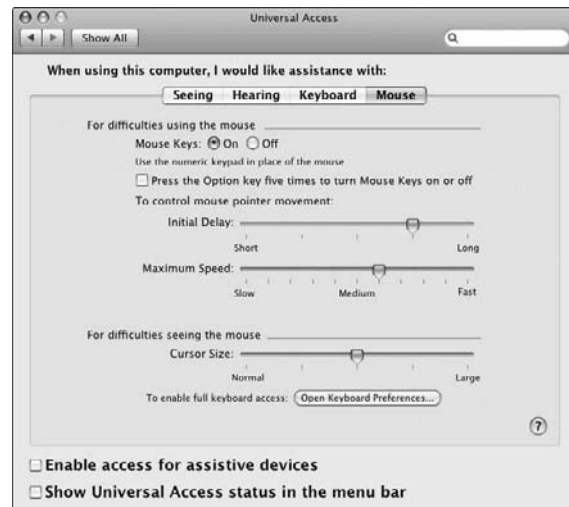 Universal Access
Show All
When using this computer, I would like assistance with:
Seeing Hearing Keyboard Mouse
For difficulties using the mouse
Mouse Keys: On Off
Use the numeric keypad in place of the mouse
Press the Option key five times to turn Mouse Keys on or off
To control mouse pointer movement:
Initial Delay:
Short Long
Maximum Speed:
Slow Medium Fast
For difficulties seeing the mouse
Cursor Size:
Normal Large
To enable full keyboard access: Open Keyboard Preferences...
?
Enable access for assistive devices
Show Universal Access status in the menu bar